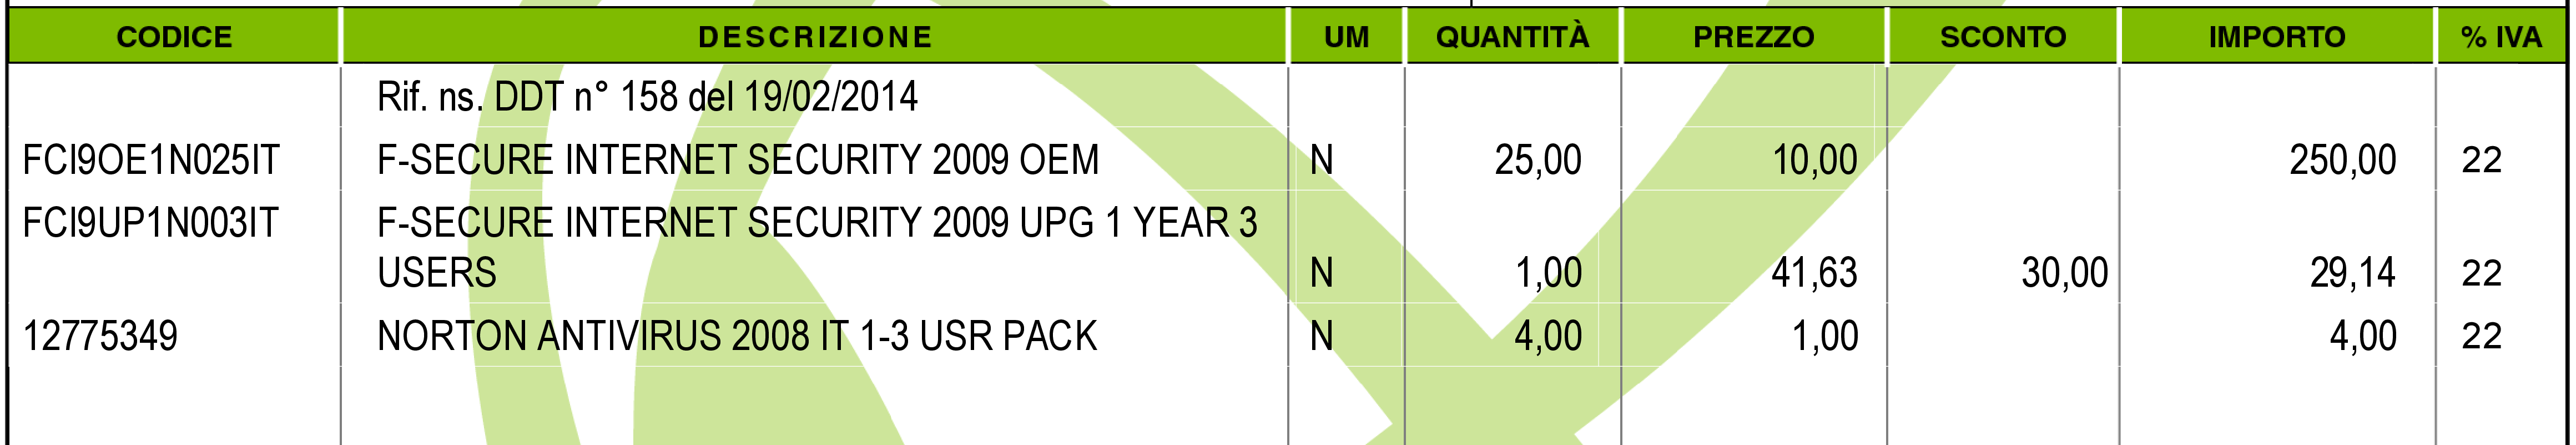 CODICE DESCRIZIONE UM QUANTITÀ PREZZO SCONTO IMPORTO % IVA
Rif. ns. DDT n° 158 del 19/02/2014
FCI9OE1N025IT F-SECURE INTERNET SECURITY 2009 OEM N 25,00 10,00 250,00 22
FCI9UP1N003IT F-SECURE INTERNET SECURITY 2009 UPG 1 YEAR 3
USERS N 1,00 41,63 30,00 29,14 22
12775349 NORTON ANTIVIRUS 2008 IT 1-3 USR PACK N 4,00 1,00 4,00 22